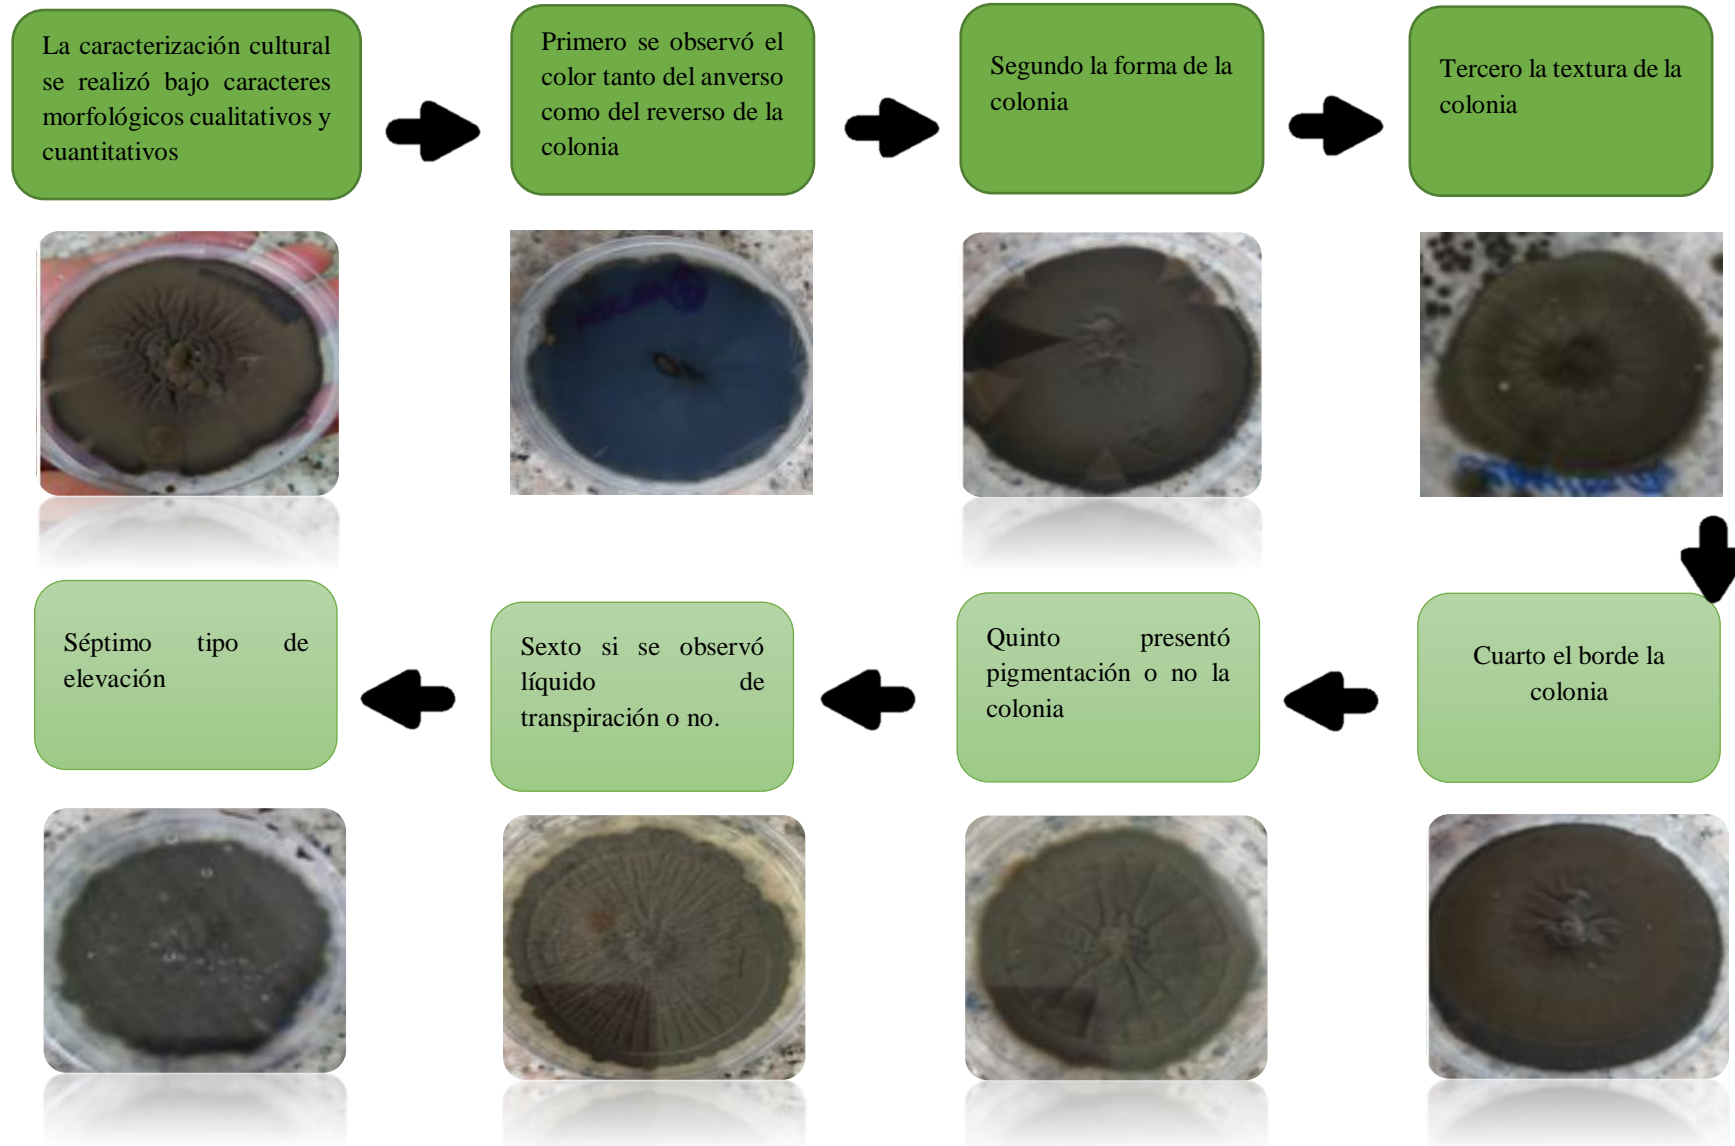 La caracterización cultural
se realizó bajo caracteres
morfológicos cualitativos y
cuantitativos
Primero se observó el
color tanto del anverso
como del reverso de la
colonia
Segundo la forma de la
colonia
Tercero la textura de la
colonia
Cuarto el borde la
colonia
Quinto presentó
pigmentación o no la
colonia
Sexto si se observó
líquido de
transpiración o no.
Séptimo tipo de
elevación